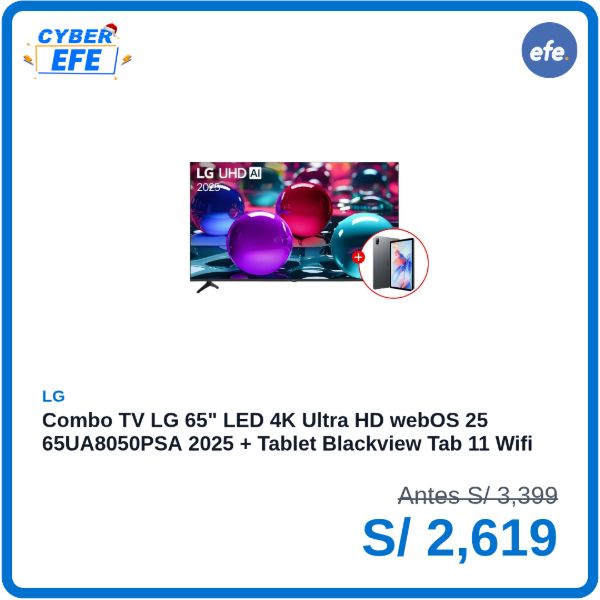 CYBER
EFE
efe.
LG UHD AI
2025
+
LG
Combo TV LG 65" LED 4K Ultra HD webOS 25
65UA8050PSA 2025 + Tablet Blackview Tab 11 Wifi
Antes S/ 3,399
S/ 2,619